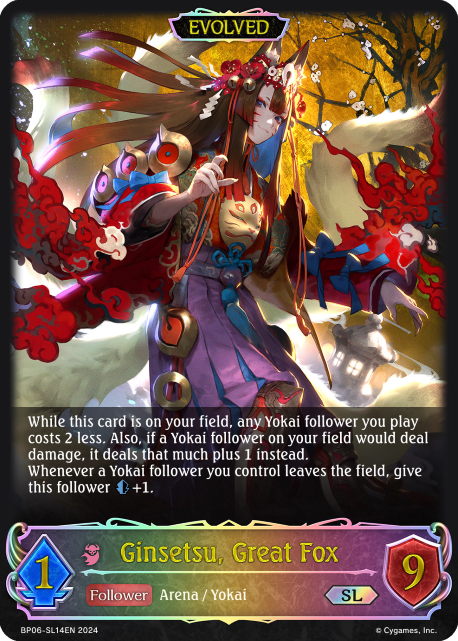 EVOLVED
While this card is on your field, any Yokai follower you play
costs 2 less. Also, if a Yokai follower on your field would deal
damage, it deals that much plus 1 instead.
Whenever a Yokai follower you control leaves the field, give
this follower +1.
1
Ginsetsu, Great Fox
9
Follower Arena / Yokai SL
BP06-SL14EN 2024 © Cygames, Inc.